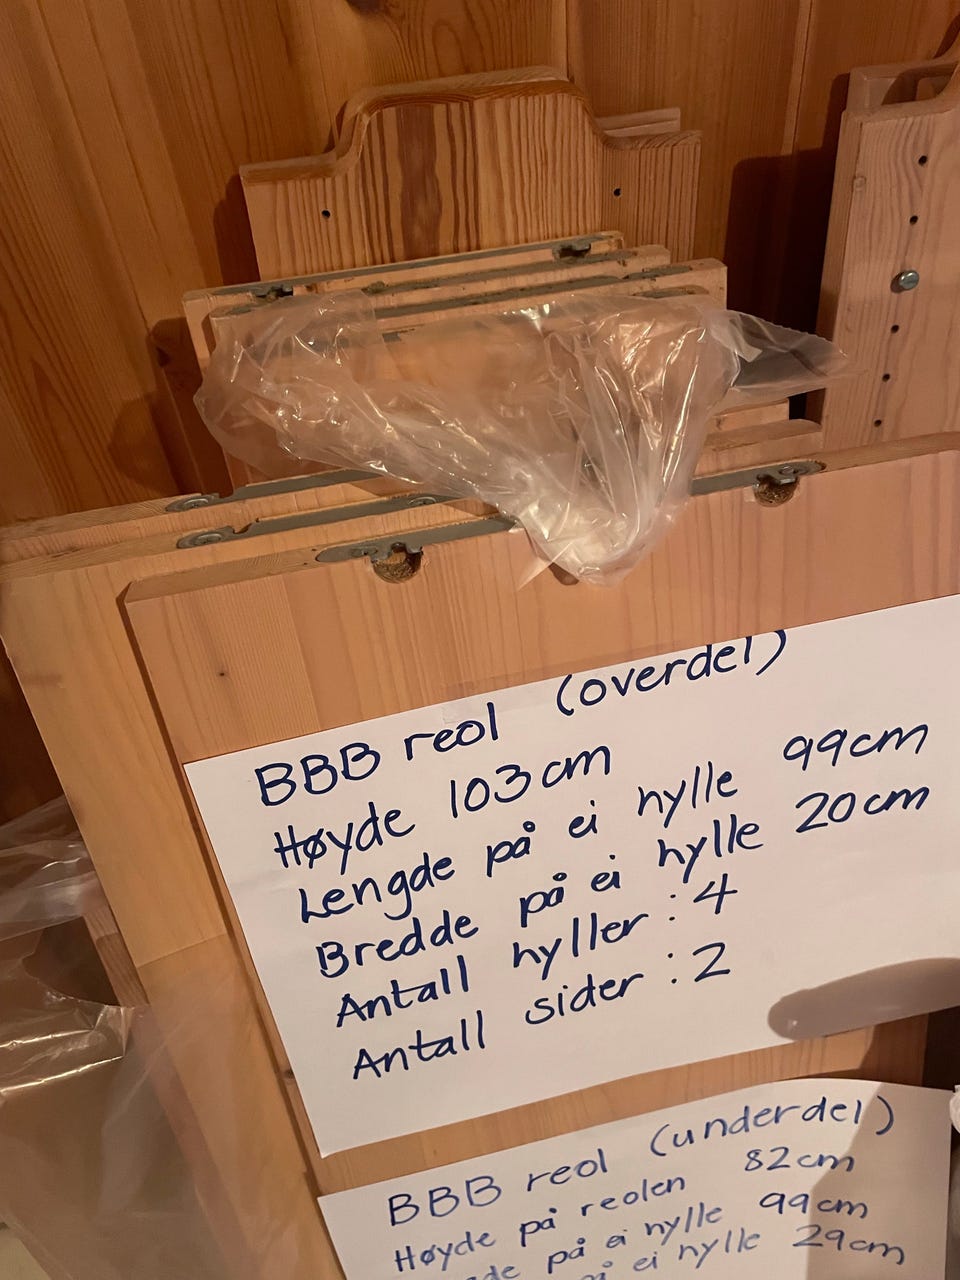 BBB reol (overdel)
Høyde 103cm
Lengde på ei hylle 99cm
Bredde på ei hylle 20cm
Antall hyller : 4
Antall sider : 2
BBB reol (underdel)
Høyde på reolen 82cm
de på ei hylle 99cm
ei hylle 29cm